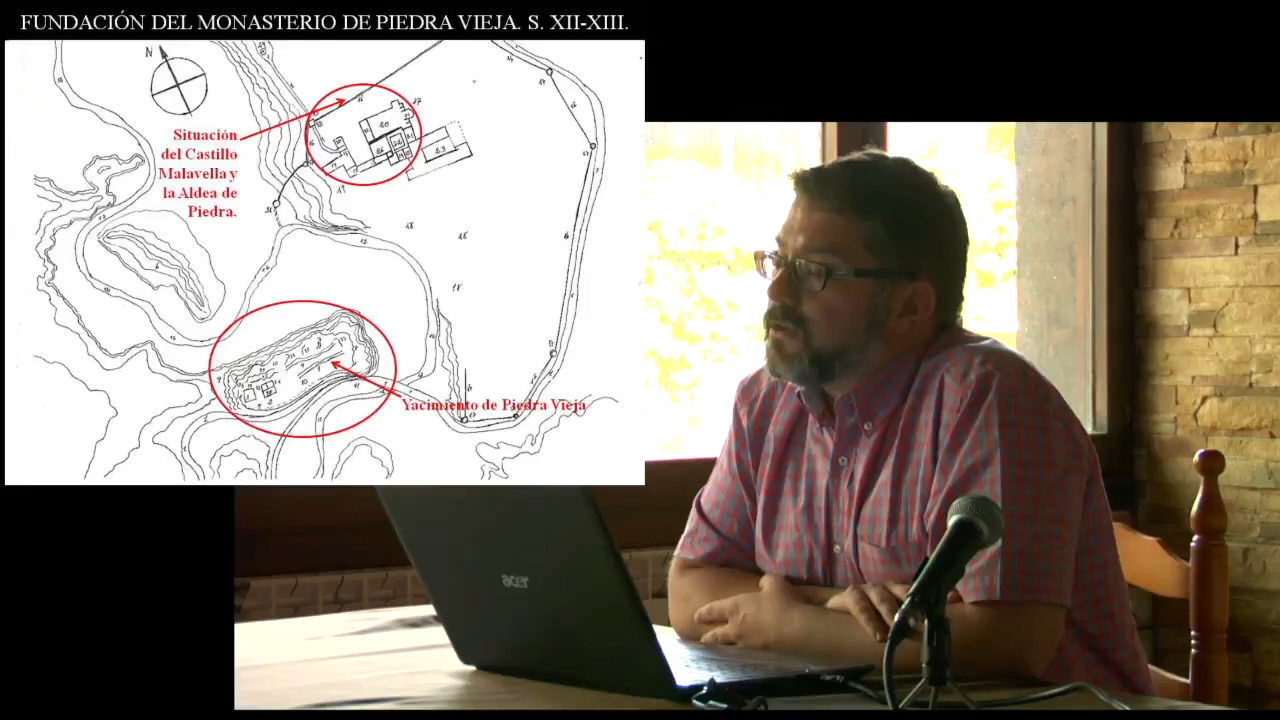 FUNDACIÓN DEL MONASTERIO DE PIEDRA VIEJA. S. XII-XIII.
N
Situación
del Castillo
Malavella y
la Aldea de
Piedra.
Yacimiento de Piedra Vieja
acer